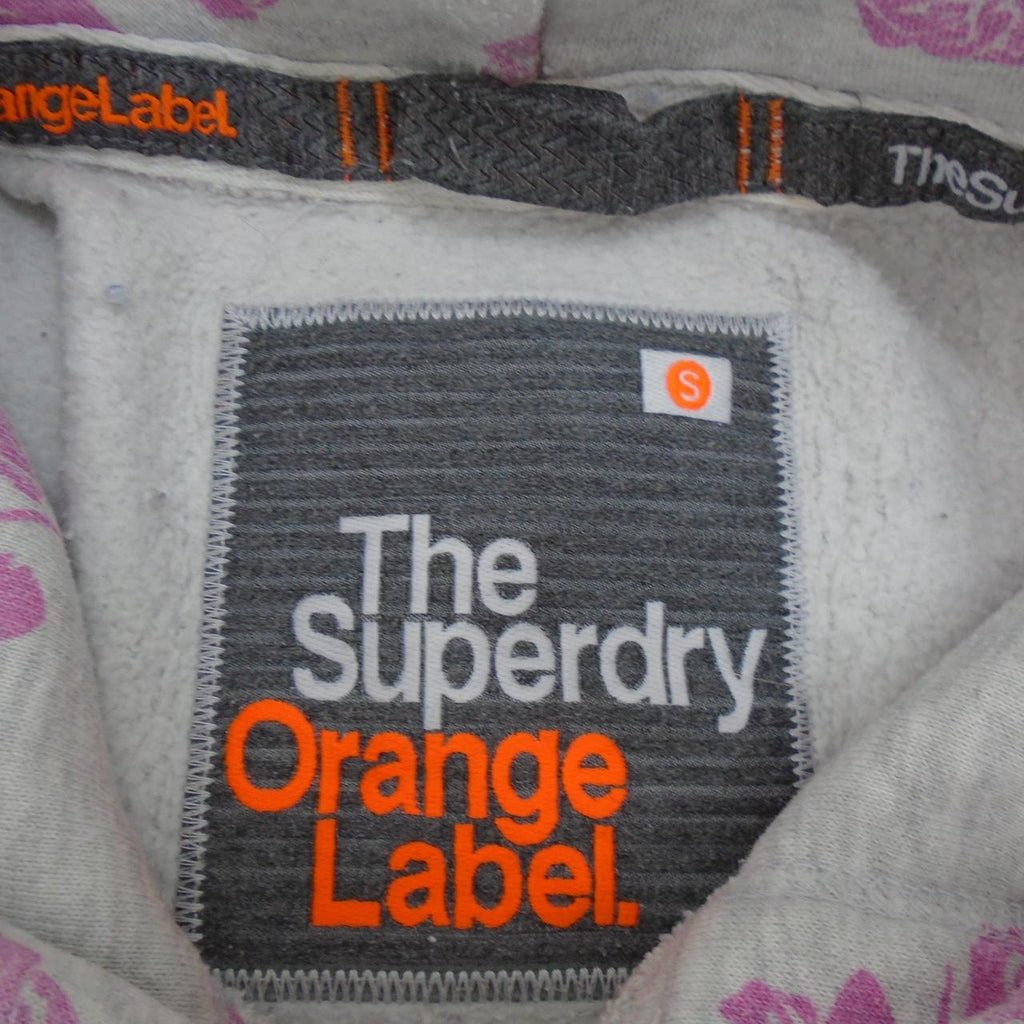 angeLabel.
TheSu
S
The
Superdry
Orange
Label.